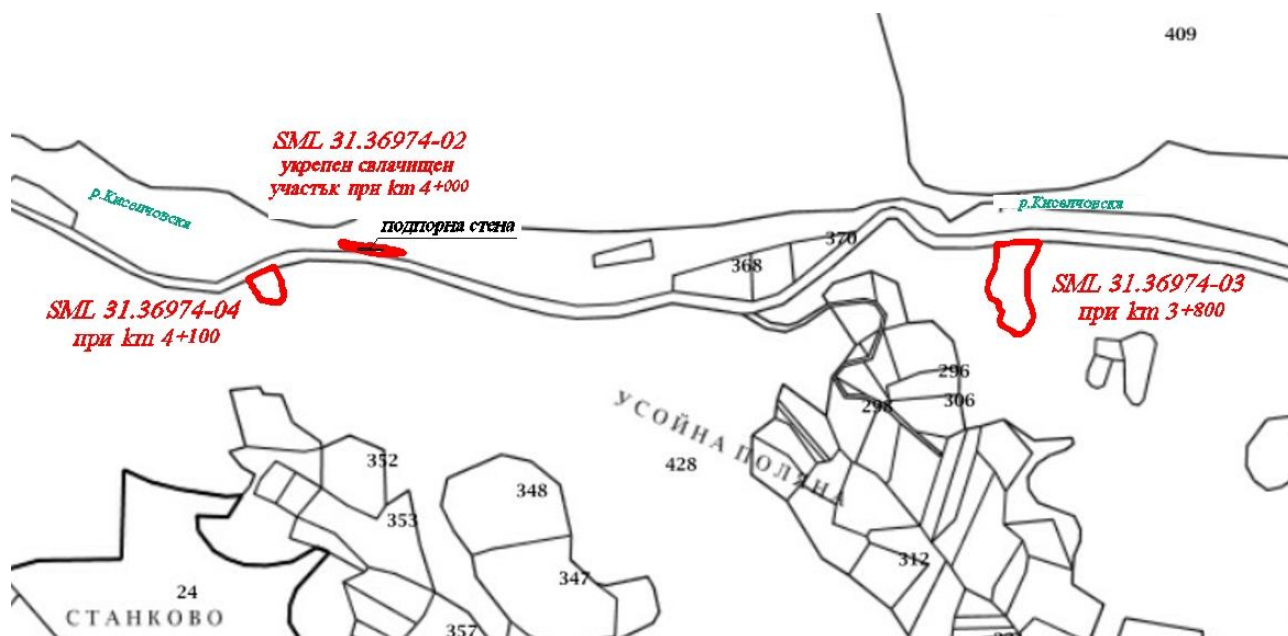 409
SML 31.36974-02
укрепен свлачищен
участък при km 4+000
р.Киселчовска
подпорна стена
р.Киселчовска
370
368
SML 31.36974-04
при km 4+100
SML 31.36974-03
при km 3+800
296
298
306
УСОЙНА ПОЛЯНА
352
428
348
353
312
347
24
СТАНКОВО
357